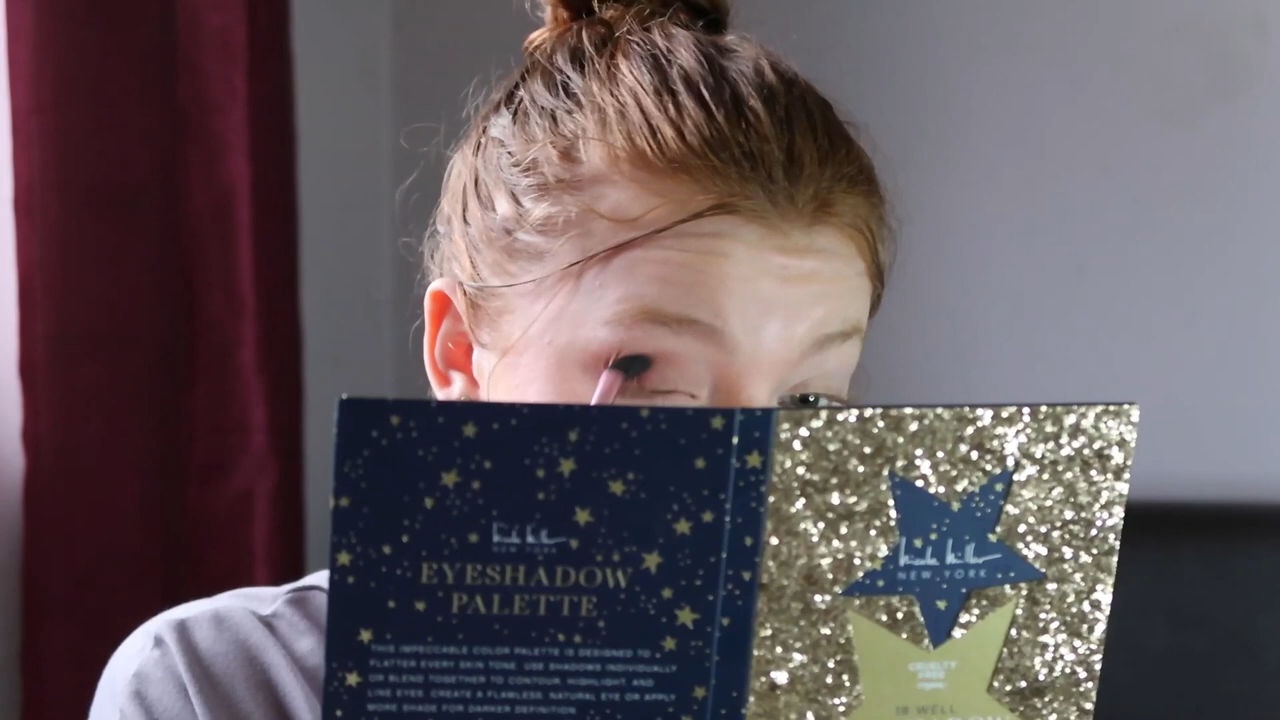 nicole miller
NEW YORK
EYESHADOW
PALETTE
THIS IMPECCABLE COLOR PALETTE IS DESIGNED TO
FLATTER EVERY SKIN TONE. USE SHADOWS INDIVIDUALLY
OR BLEND TOGETHER TO CONTOUR, HIGHLIGHT, AND
LINE EYES. CREATE A FLAWLESS, NATURAL EYE OR APPLY
MORE SHADE FOR DARKER DEFINITION.
nicole miller
NEW YORK
CRUELTY
FREE
18 WELL